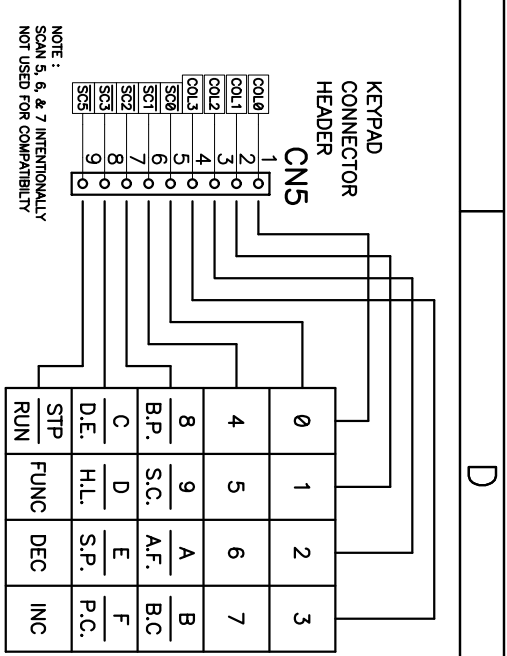 D
KEYPAD
CONNECTOR
HEADER
CN5
COL0 1
COL1 2
COL2 3
COL3 4
SC0 5
SC1 6
SC2 7
SC3 8
SC5 9
0 1 2 3
4 5 6 7
8 9 A B
B.P. S.C. A.F. B.C
C D E F
D.E. H.L. S.P. P.C.
STP
RUN
FUNC DEC INC
NOTE :
SCAN 5, 6, & 7 INTENTIONALLY
NOT USED FOR COMPATIBILTY